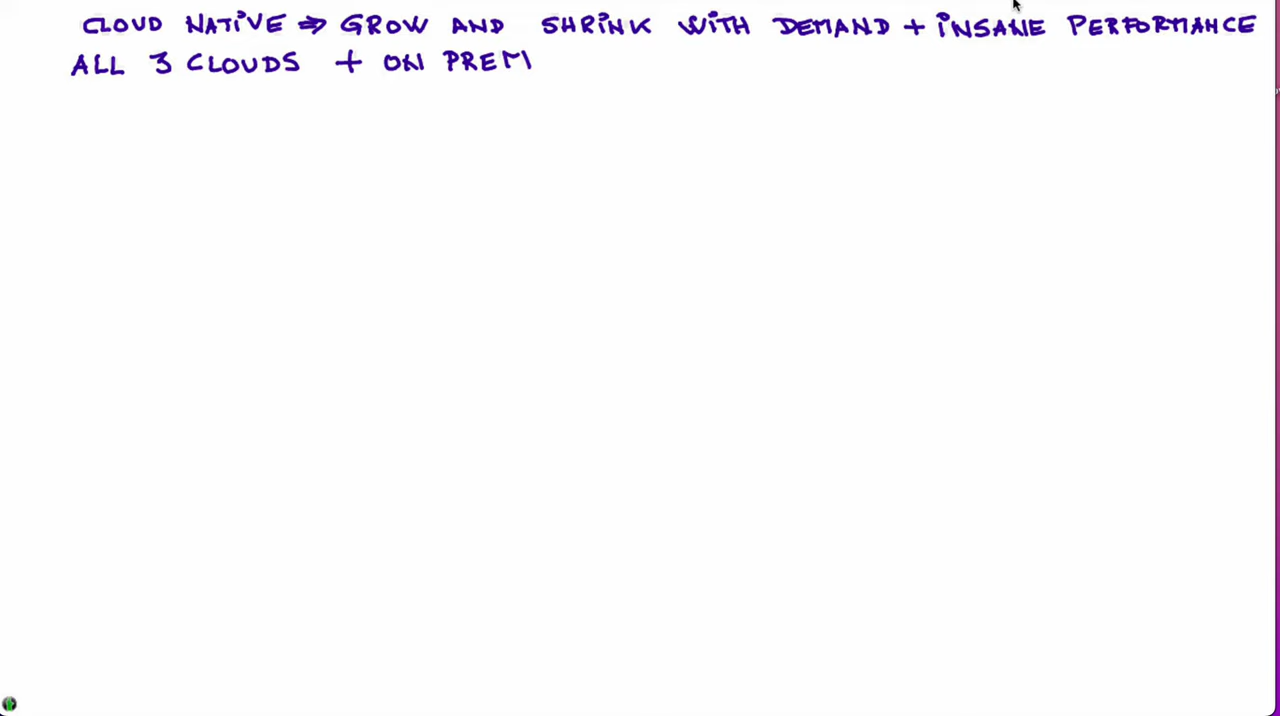 CLOUD NATIVE ⇒ GROW AND SHRINK WITH DEMAND + INSANE PERFORMANCE
ALL 3 CLOUDS + ON PREM